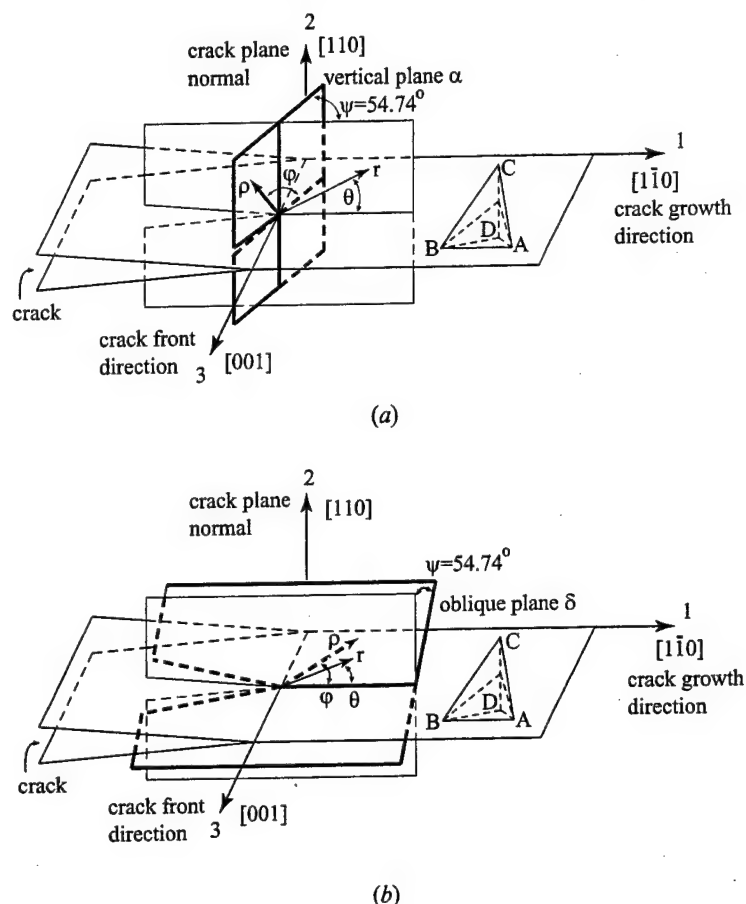 2
crack plane
normal
[110]
vertical plane α
ψ=54.74°
1
[11̄0]
crack growth
direction
ρ
φ
r
θ
C
B
D
A
crack
crack front
direction
3
[001]
(a)
2
crack plane
normal
[110]
ψ=54.74°
oblique plane δ
1
[11̄0]
crack growth
direction
ρ
r
φ
θ
C
B
D
A
crack
crack front
direction
3
[001]
(b)